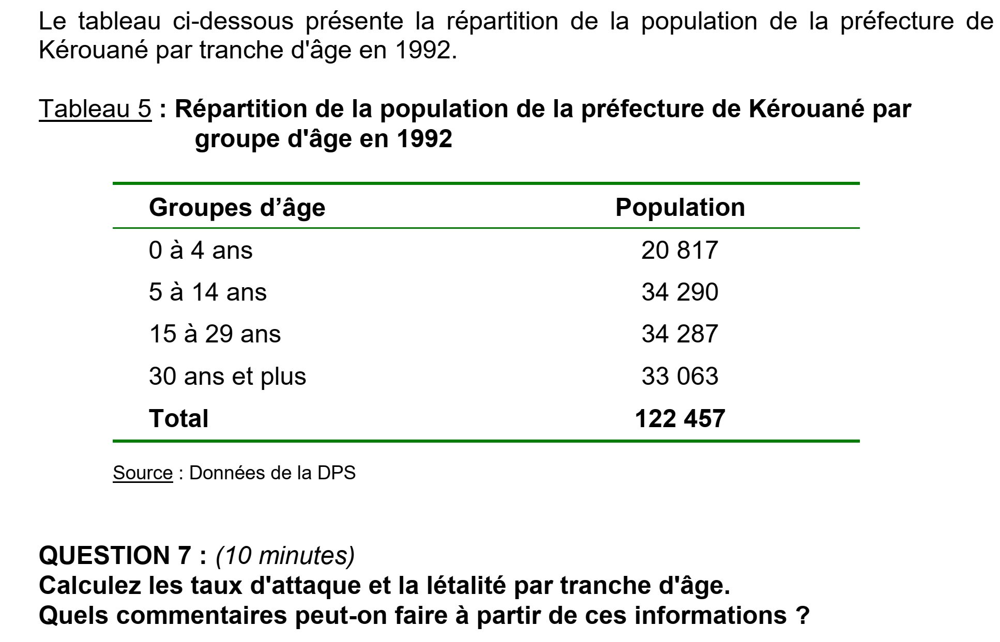 Le tableau ci-dessous présente la répartition de la population de la préfecture de
Kérouané par tranche d'âge en 1992.
Tableau 5 : Répartition de la population de la préfecture de Kérouané par
groupe d'âge en 1992
Groupes d’âge Population
0 à 4 ans 20 817
5 à 14 ans 34 290
15 à 29 ans 34 287
30 ans et plus 33 063
Total 122 457
Source : Données de la DPS
QUESTION 7 : (10 minutes)
Calculez les taux d'attaque et la létalité par tranche d'âge.
Quels commentaires peut-on faire à partir de ces informations ?